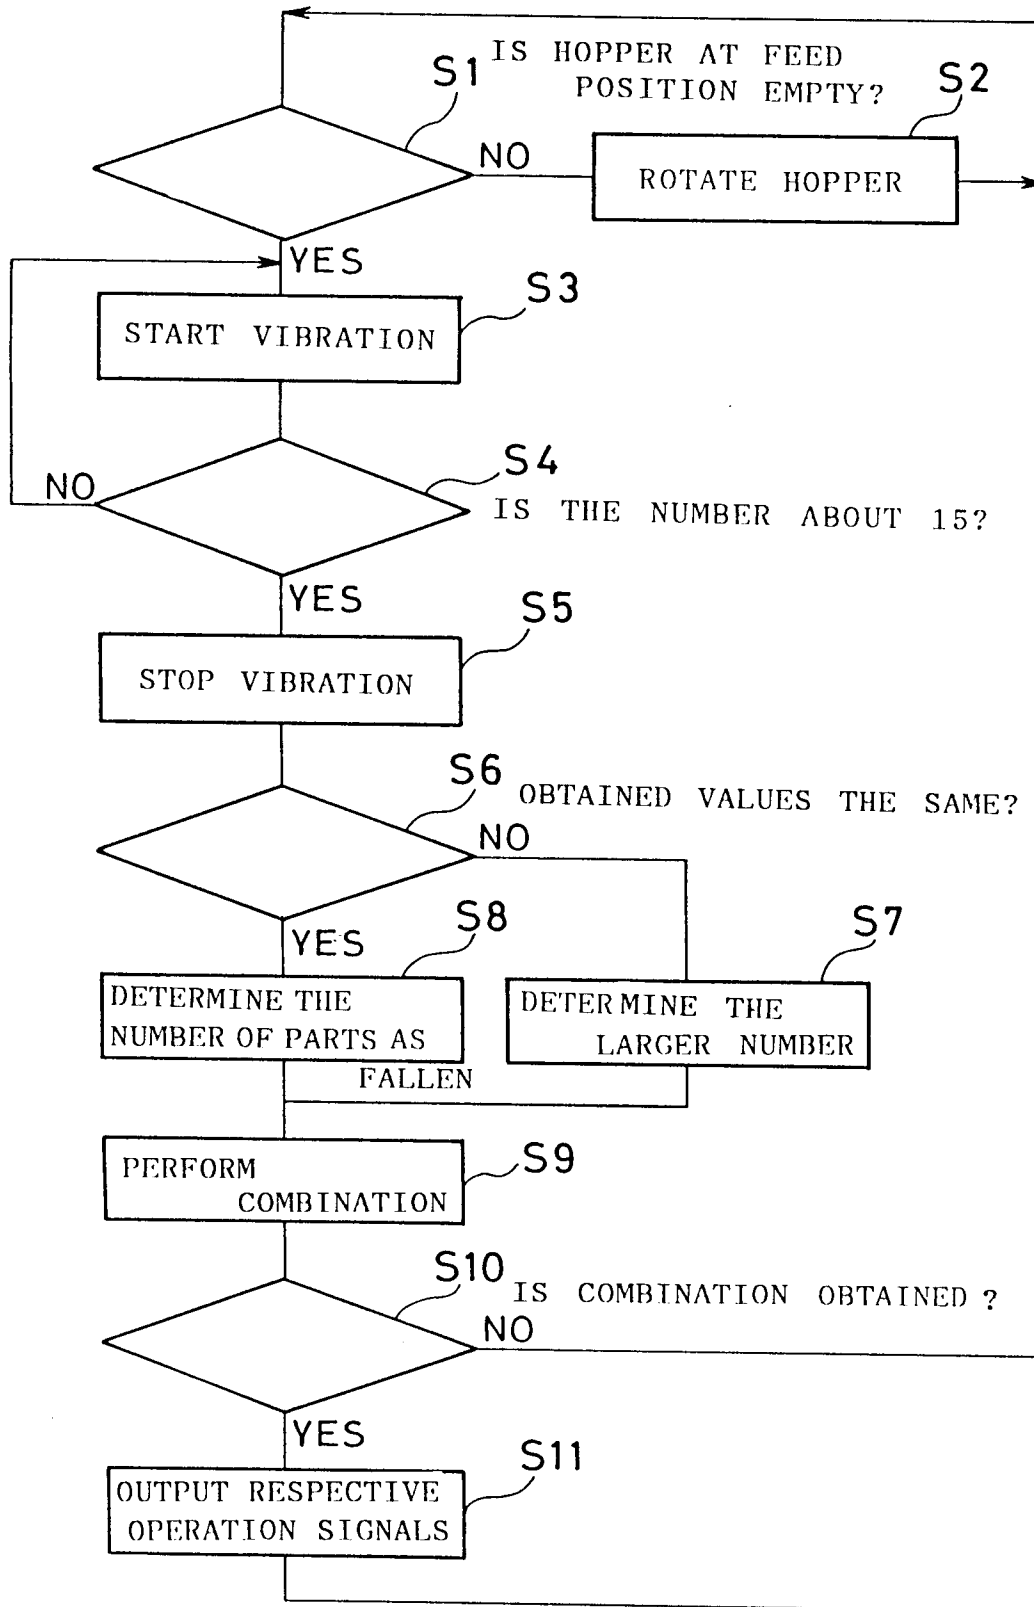 S1
IS HOPPER AT FEED
POSITION EMPTY?
S2
NO
ROTATE HOPPER
YES
S3
START VIBRATION
S4
NO
IS THE NUMBER ABOUT 15?
YES
S5
STOP VIBRATION
S6
OBTAINED VALUES THE SAME?
NO
YES
S8
S7
DETERMINE THE
NUMBER OF PARTS AS
FALLEN
DETERMINE THE
LARGER NUMBER
S9
PERFORM
COMBINATION
S10
IS COMBINATION OBTAINED?
NO
YES
S11
OUTPUT RESPECTIVE
OPERATION SIGNALS